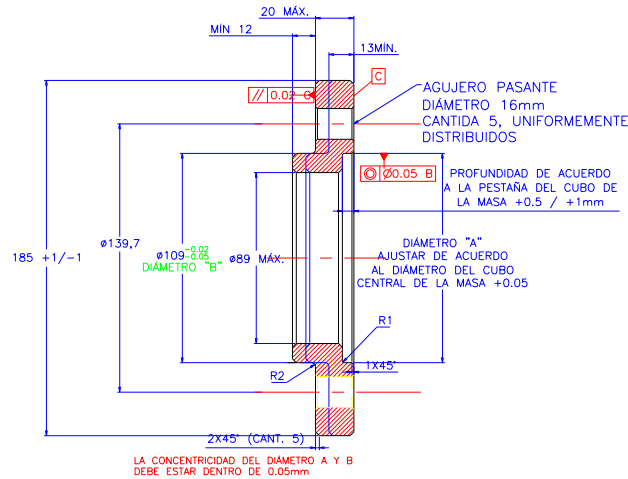 20 MÁX.
MÍN 12
13MÍN.
C
// 0.02 C
AGUJERO PASANTE
DIÁMETRO 16mm
CANTIDA 5, UNIFORMEMENTE
DISTRIBUIDOS
Ø0.05 B
PROFUNDIDAD DE ACUERDO
A LA PESTAÑA DEL CUBO DE
LA MASA +0.5 / +1mm
185 +1/-1
ø139,7
ø109 -0.02 -0.05
DIÁMETRO "B"
ø89 MÁX.
DIÁMETRO "A"
AJUSTAR DE ACUERDO
AL DIÁMETRO DEL CUBO
CENTRAL DE LA MASA +0.05
R1
1X45°
R2
2X45° (CANT. 5)
LA CONCENTRICIDAD DEL DIÁMETRO A Y B
DEBE ESTAR DENTRO DE 0.05mm